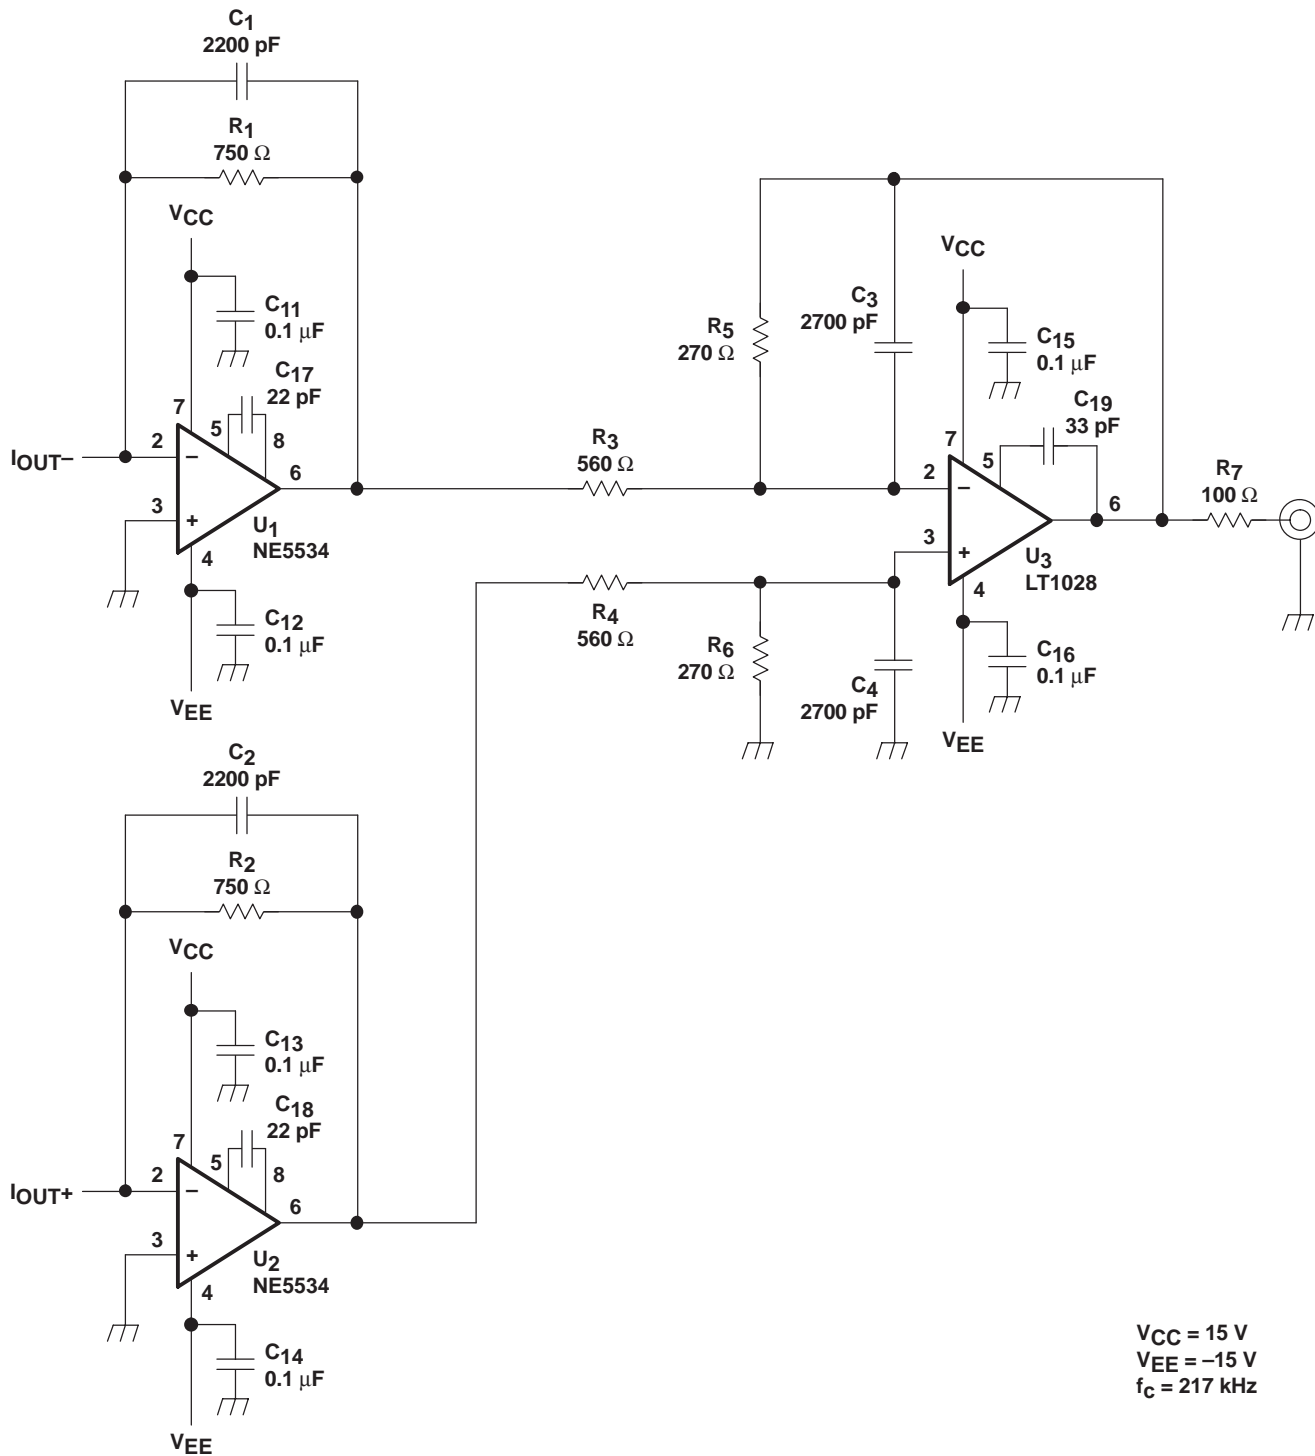 C1
2200 pF
R1
750 Ω
VCC
C11
0.1 µF
C17
22 pF
7
5
8
2
–
6
IOUT–
3
+
U1
NE5534
4
C12
0.1 µF
VEE
R3
560 Ω
R4
560 Ω
R5
270 Ω
C3
2700 pF
R6
270 Ω
C4
2700 pF
VCC
C15
0.1 µF
C19
33 pF
7
5
2
–
6
3
+
U3
LT1028
4
C16
0.1 µF
VEE
R7
100 Ω
C2
2200 pF
R2
750 Ω
VCC
C13
0.1 µF
C18
22 pF
7
5
8
2
–
6
IOUT+
3
+
U2
NE5534
4
C14
0.1 µF
VEE
VCC = 15 V
VEE = –15 V
fC = 217 kHz